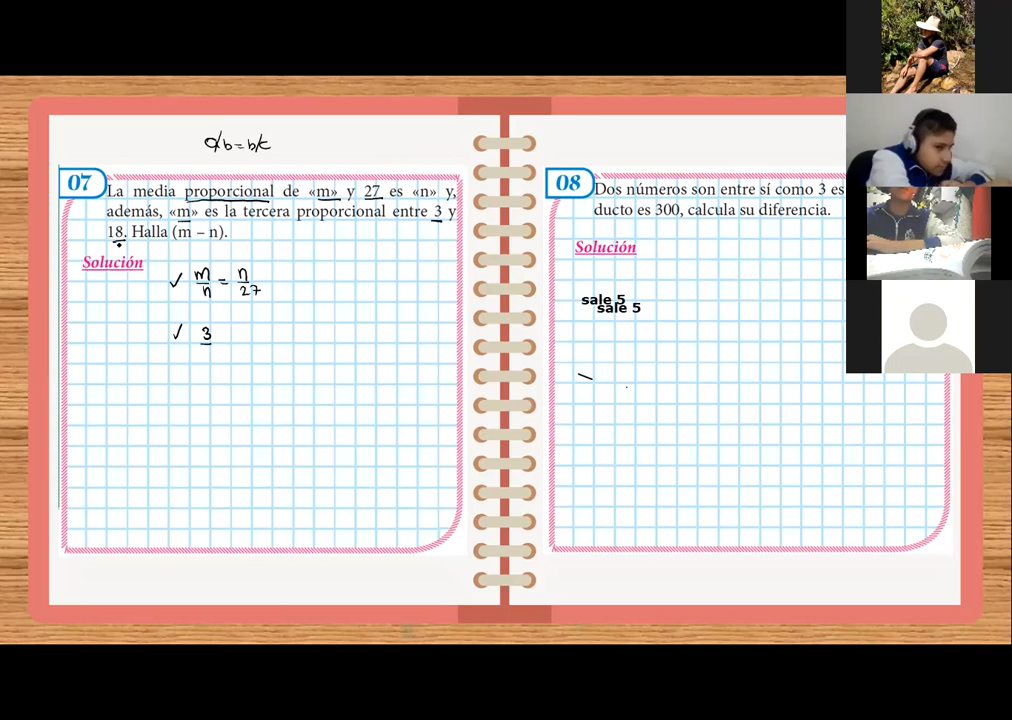 a/b = b/c
07
La media proporcional de «m» y 27 es «n» y,
además, «m» es la tercera proporcional entre 3 y
18. Halla (m – n).
Solución
✓ m/n = n/27
✓ 3
08
Dos números son entre sí como 3 es
ducto es 300, calcula su diferencia.
Solución
sale 5
sale 5